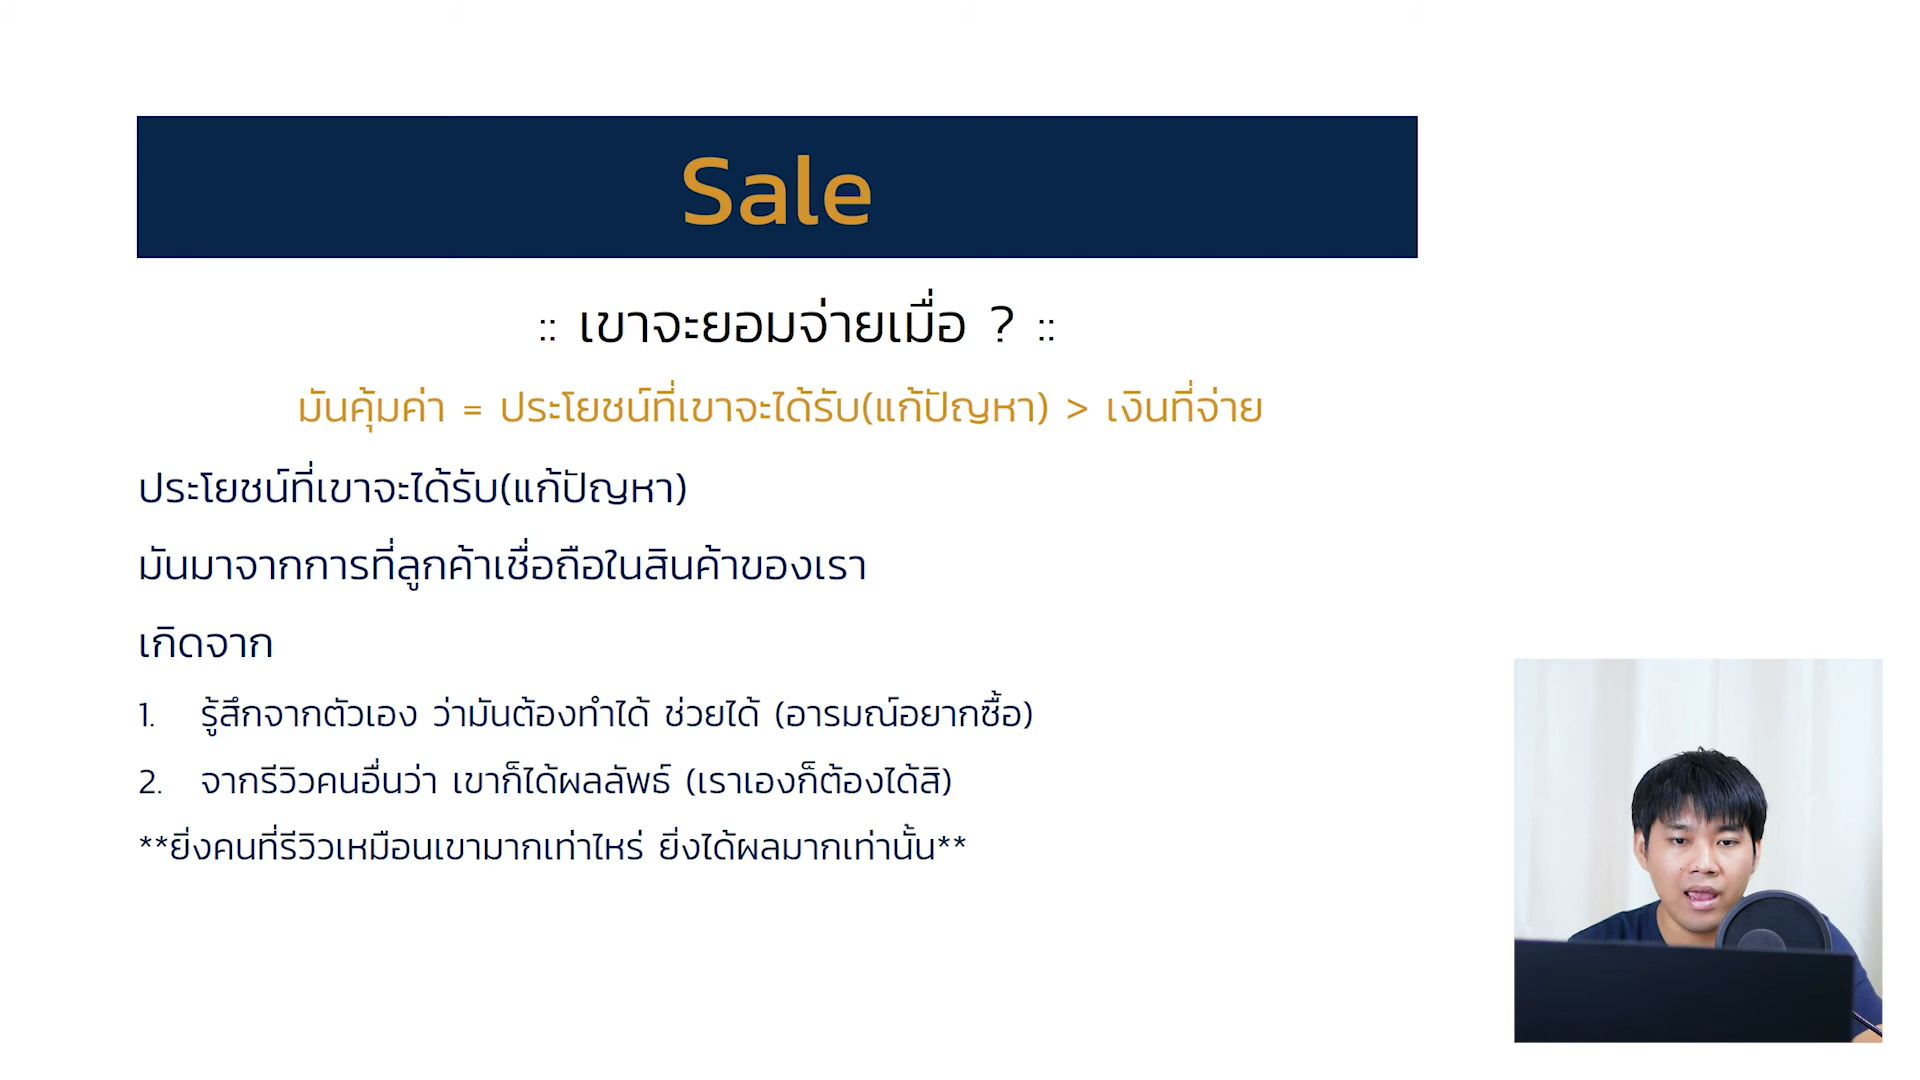 Sale
:: เขาจะยอมจ่ายเมื่อ ? ::
มันคุ้มค่า = ประโยชน์ที่เขาจะได้รับ(แก้ปัญหา) > เงินที่จ่าย
ประโยชน์ที่เขาจะได้รับ(แก้ปัญหา)
มันมาจากการที่ลูกค้าเชื่อถือในสินค้าของเรา
เกิดจาก
1. รู้สึกจากตัวเอง ว่ามันต้องทำได้ ช่วยได้ (อารมณ์อยากซื้อ)
2. จากรีวิวคนอื่นว่า เขาก็ได้ผลลัพธ์ (เราเองก็ต้องได้สิ)
**ยิ่งคนที่รีวิวเหมือนเขามากเท่าไหร่ ยิ่งได้ผลมากเท่านั้น**